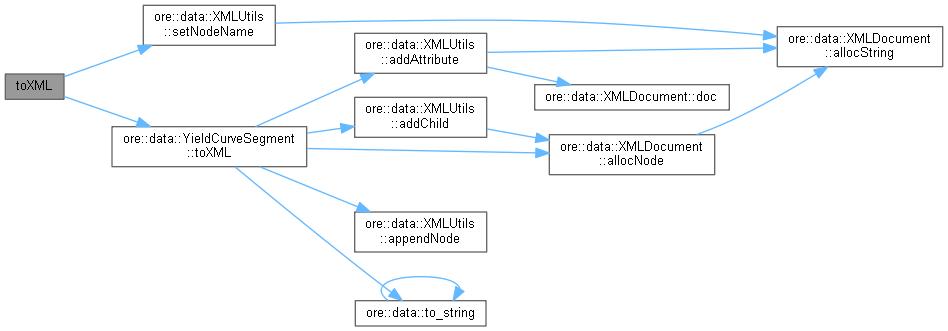 toXML
ore::data::XMLUtils
::setNodeName
ore::data::YieldCurveSegment
::toXML
ore::data::XMLUtils
::addAttribute
ore::data::XMLUtils
::addChild
ore::data::XMLUtils
::appendNode
ore::data::to_string
ore::data::XMLDocument::doc
ore::data::XMLDocument
::allocNode
ore::data::XMLDocument
::allocString